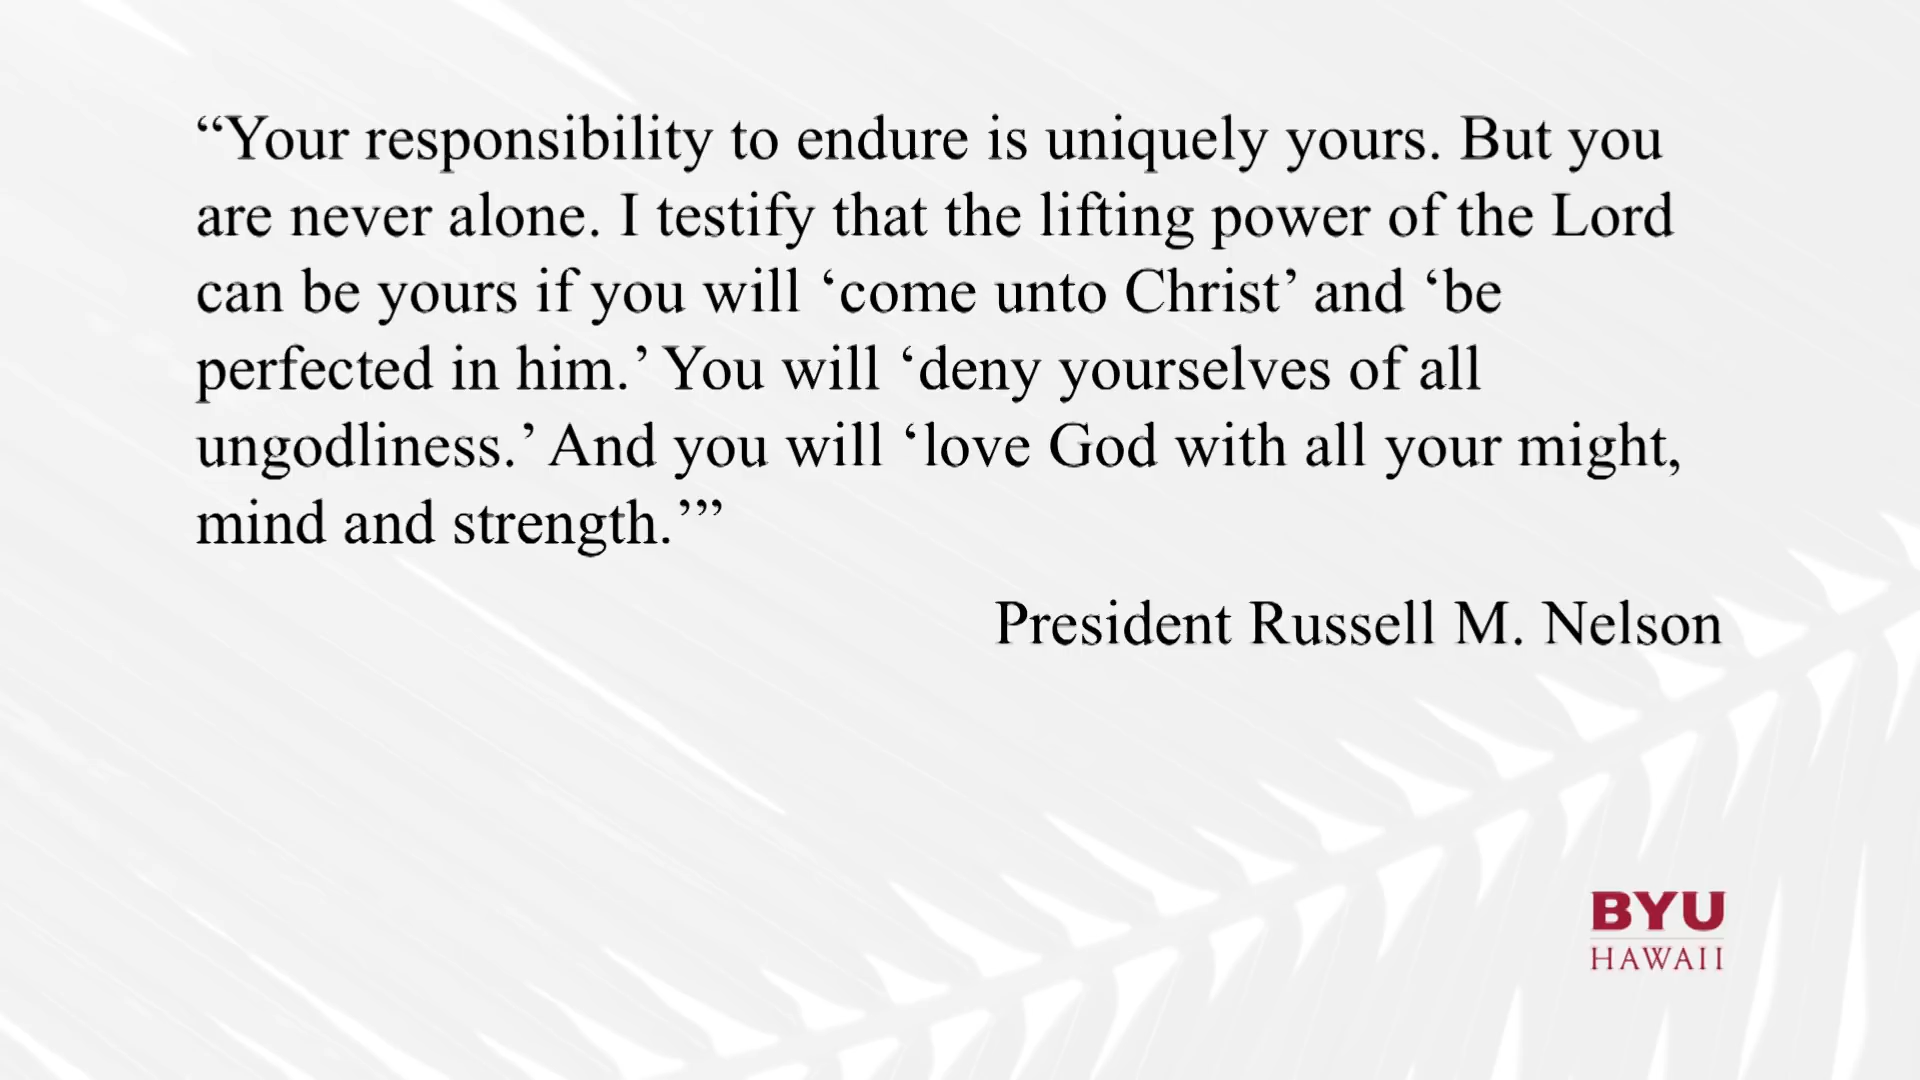 “Your responsibility to endure is uniquely yours. But you
are never alone. I testify that the lifting power of the Lord
can be yours if you will ‘come unto Christ’ and ‘be
perfected in him.’ You will ‘deny yourselves of all
ungodliness.’ And you will ‘love God with all your might,
mind and strength.’”
President Russell M. Nelson
BYU
HAWAII